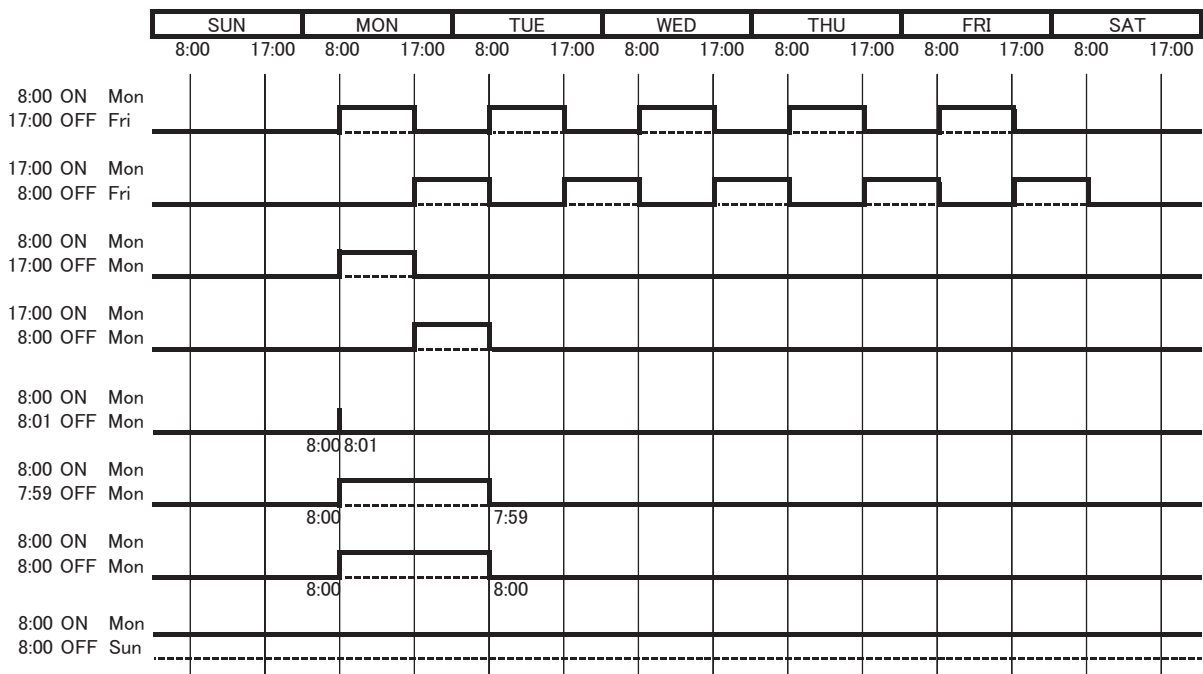 SUN MON TUE WED THU FRI SAT
8:00 17:00 8:00 17:00 8:00 17:00 8:00 17:00 8:00 17:00 8:00 17:00 8:00 17:00
8:00 ON Mon
17:00 OFF Fri
17:00 ON Mon
8:00 OFF Fri
8:00 ON Mon
17:00 OFF Mon
17:00 ON Mon
8:00 OFF Mon
8:00 ON Mon
8:01 OFF Mon
8:00 8:01
8:00 ON Mon
7:59 OFF Mon
8:00 7:59
8:00 ON Mon
8:00 OFF Mon
8:00 8:00
8:00 ON Mon
8:00 OFF Sun